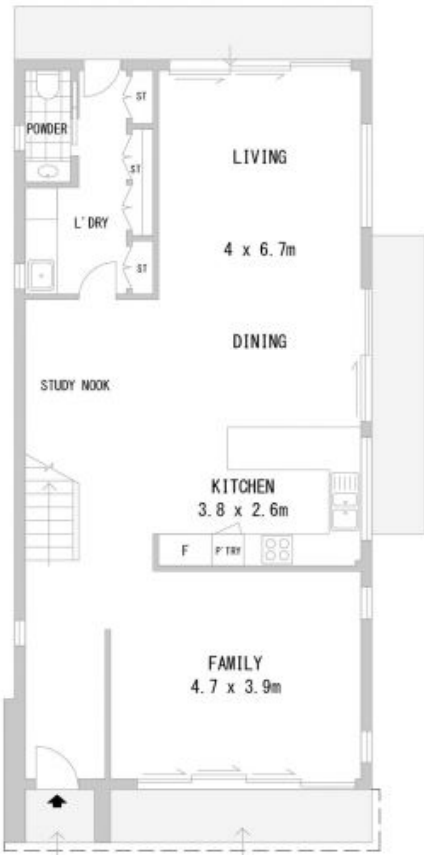 ST
POWDER
LIVING
ST
L'DRY
4 x 6.7m
ST
DINING
STUDY NOOK
KITCHEN
3.8 x 2.6m
F
P'TRY
FAMILY
4.7 x 3.9m